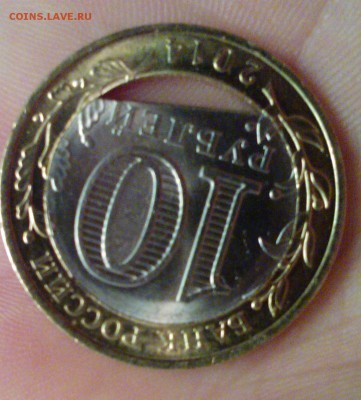 COINS.LAVE.RU
10
РУБЛЕЙ
БАНК РОССИИ
2014